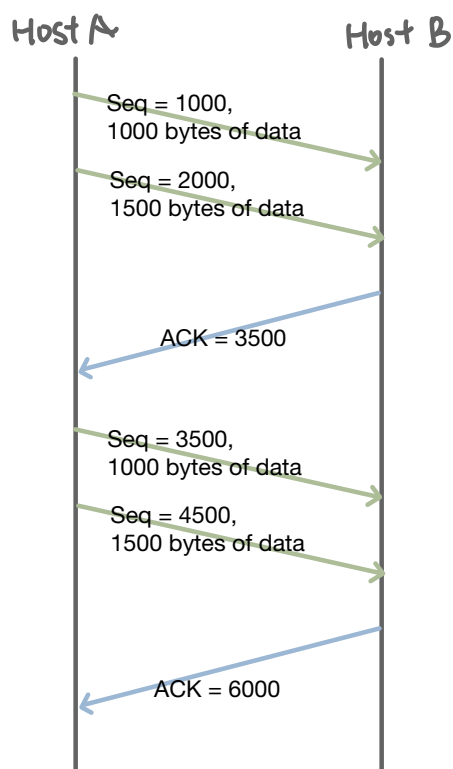 Host A
Host B
Seq = 1000,
1000 bytes of data
Seq = 2000,
1500 bytes of data
ACK = 3500
Seq = 3500,
1000 bytes of data
Seq = 4500,
1500 bytes of data
ACK = 6000